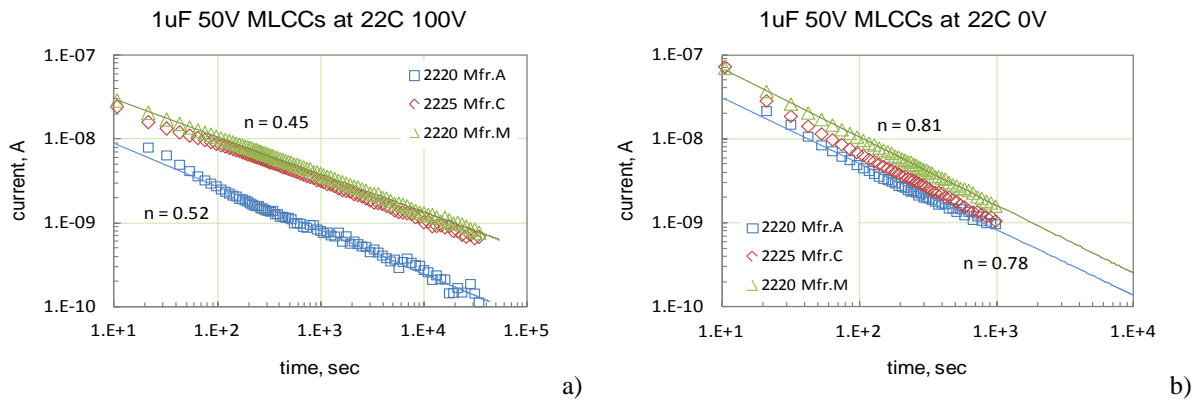 1uF 50V MLCCs at 22C 100V
1.E-07
1.E-08
1.E-09
1.E-10
current, A
2220 Mfr.A
2225 Mfr.C
2220 Mfr.M
n = 0.45
n = 0.52
1.E+1
1.E+2
1.E+3
1.E+4
1.E+5
time, sec
a)
1uF 50V MLCCs at 22C 0V
1.E-07
1.E-08
1.E-09
1.E-10
current, A
n = 0.81
2220 Mfr.A
2225 Mfr.C
2220 Mfr.M
n = 0.78
1.E+1
1.E+2
1.E+3
1.E+4
time, sec
b)